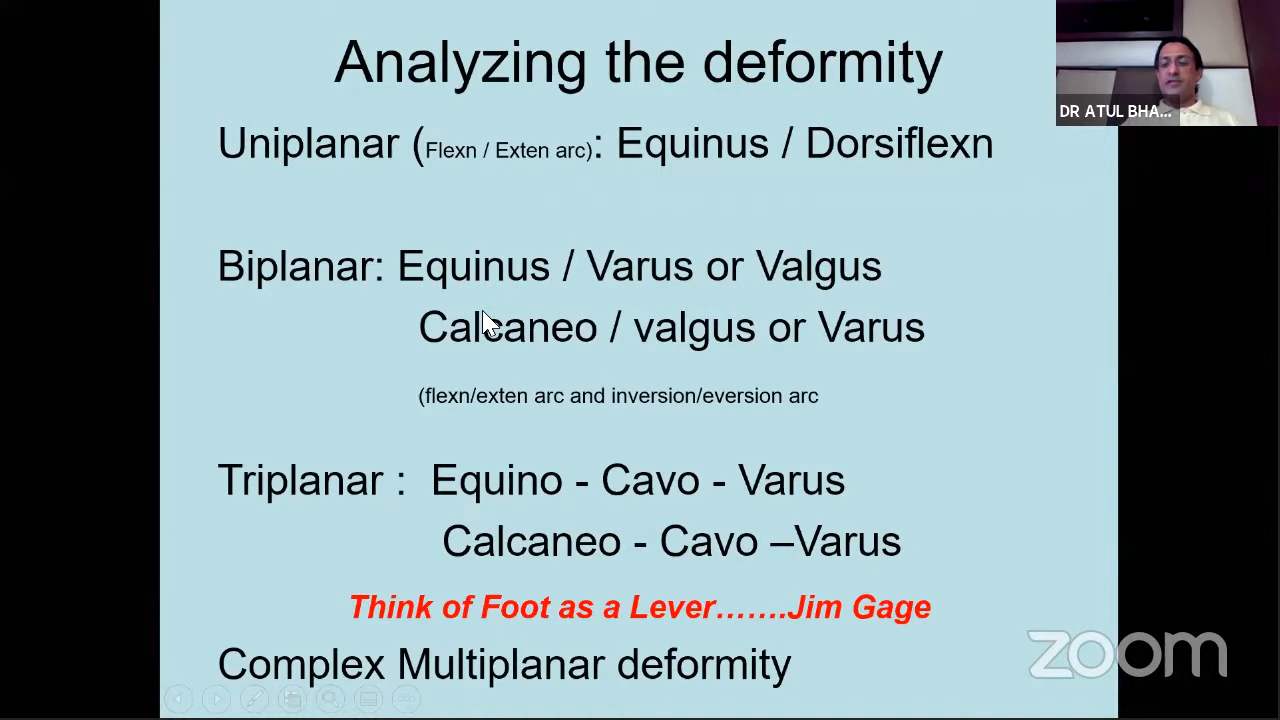 Analyzing the deformity
DR ATUL BHA...
Uniplanar (Flexn / Exten arc): Equinus / Dorsiflexn
Biplanar: Equinus / Varus or Valgus
Calcaneo / valgus or Varus
(flexn/exten arc and inversion/eversion arc
Triplanar : Equino - Cavo - Varus
Calcaneo - Cavo –Varus
Think of Foot as a Lever…….Jim Gage
Complex Multiplanar deformity
zoom